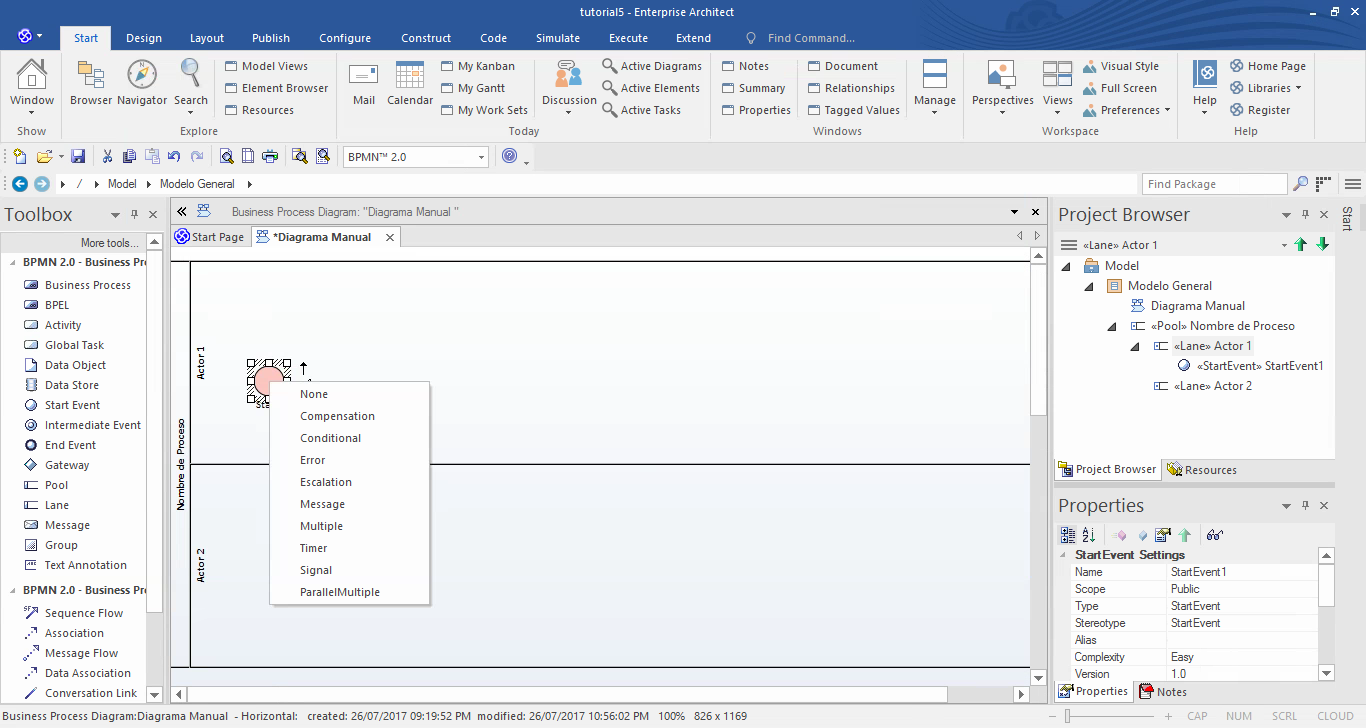 tutorial5 - Enterprise Architect
Start Design Layout Publish Configure Construct Code Simulate Execute Extend Find Command...
Window Browser Navigator Search Model Views Mail Calendar My Kanban Discussion Active Diagrams Notes Document Manage Perspectives Views Visual Style Help Home Page
Element Browser My Gantt Active Elements Summary Relationships Full Screen Libraries
Resources My Work Sets Active Tasks Properties Tagged Values Preferences Register
Show Explore Today Windows Workspace Help
BPMN™ 2.0
/ Model Modelo General Find Package
Toolbox
More tools...
BPMN 2.0 - Business Pr
Business Process
BPEL
Activity
Global Task
Data Object
Data Store
Start Event
Intermediate Event
End Event
Gateway
Pool
Lane
Message
Group
Text Annotation
BPMN 2.0 - Business Pr
Sequence Flow
Association
Message Flow
Data Association
Conversation Link
Business Process Diagram: "Diagrama Manual "
Start Page *Diagrama Manual
Nombre de Proceso
Actor 1
Actor 2
None
Compensation
Conditional
Error
Escalation
Message
Multiple
Timer
Signal
ParallelMultiple
Project Browser
Start
«Lane» Actor 1
Model
Modelo General
Diagrama Manual
«Pool» Nombre de Proceso
«Lane» Actor 1
«StartEvent» StartEvent1
«Lane» Actor 2
Project Browser Resources
Properties
StartEvent Settings
Name StartEvent1
Scope Public
Type StartEvent
Stereotype StartEvent
Alias
Complexity Easy
Version 1.0
Properties Notes
Business Process Diagram:Diagrama Manual - Horizontal: created: 26/07/2017 09:19:52 PM modified: 26/07/2017 10:56:02 PM 100% 826 x 1169 CAP NUM SCRL CLOUD